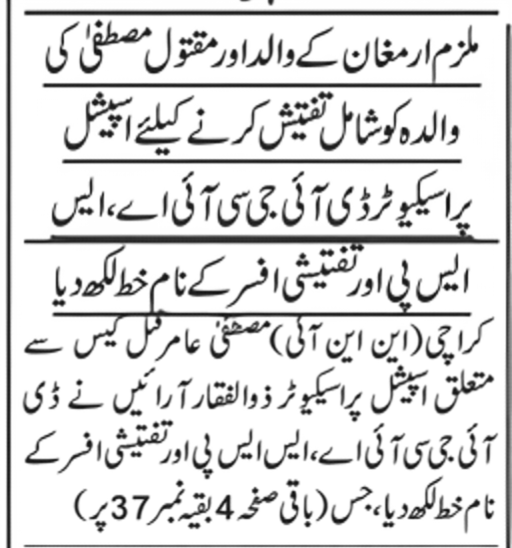 ملزم ارمغان کے والد اور مقتول مصطفیٰ کی
والدہ کو شامل تفتیش کرنے کیلئے اسپیشل
پراسیکیوٹر ڈی آئی جی سی آئی اے، ایس
ایس پی اور تفتیشی افسر کے نام خط لکھ دیا
کراچی (این این آئی) مصطفیٰ عامر قتل کیس سے
متعلق اسپیشل پراسیکیوٹر ذوالفقار آرائیں نے ڈی
آئی جی سی آئی اے، ایس ایس پی اور تفتیشی افسر کے
نام خط لکھ دیا، جس (باقی صفحہ 4 بقیہ نمبر 37 پر)